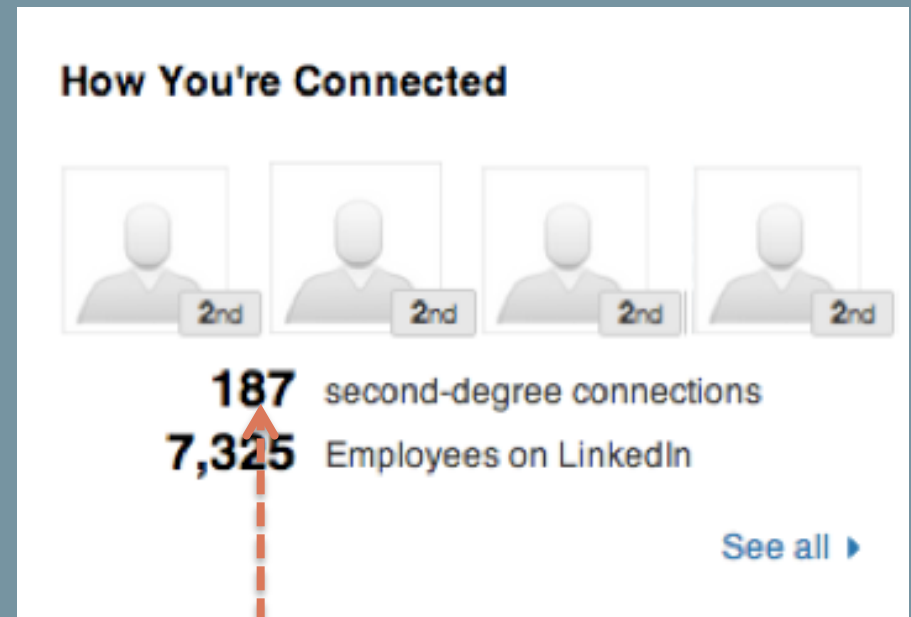 How You're Connected
2nd 2nd 2nd 2nd
187 second-degree connections
7,325 Employees on LinkedIn
See all